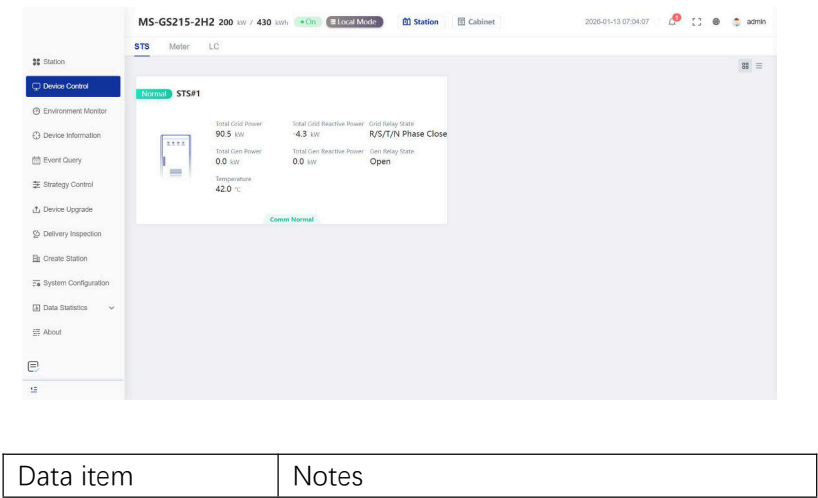 MS-GS215-2H2 200 kW / 430 kWh On Local Mode Station Cabinet 2026-01-13 07:04:07 5 admin
STS Meter LC
Station
Device Control
Environment Monitor
Device Information
Event Query
Strategy Control
Device Upgrade
Delivery Inspection
Create Station
System Configuration
Data Statistics
About
Normal STS#1
Total Grid Power Total Grid Reactive Power Grid Relay State
90.5 kW -4.3 kW R/S/T/N Phase Close
Total Gen Power Total Gen Reactive Power Gen Relay State
0.0 kW 0.0 kW Open
Temperature
42.0 ℃
Comm Normal
Data item Notes